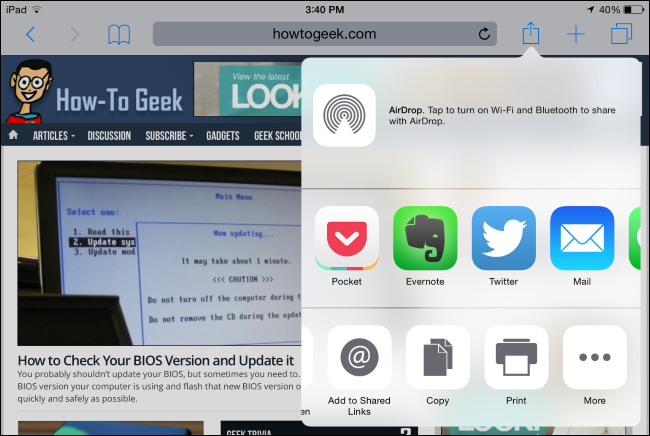 iPad
3:40 PM
40%
howtogeek.com
How-To Geek
View the latest
LOOK
ARTICLES
DISCUSSION
SUBSCRIBE
GADGETS
GEEK SCHOO
Main Menu
Select one:
1. Read this
2. Update sys
3. Update mod
Now updating...
It may take about 1 minute.
<<< CAUTION >>>
Do not turn off the computer during t
Do not remove the CD during the updat
How to Check Your BIOS Version and Update it
You probably shouldn't update your BIOS, but sometimes you need to.
BIOS version your computer is using and flash that new BIOS version o
quickly and safely as possible.
GEEK TRIVIA
AirDrop. Tap to turn on Wi-Fi and Bluetooth to share
with AirDrop.
Pocket
Evernote
Twitter
Mail
en
Add to Shared
Links
Copy
Print
More